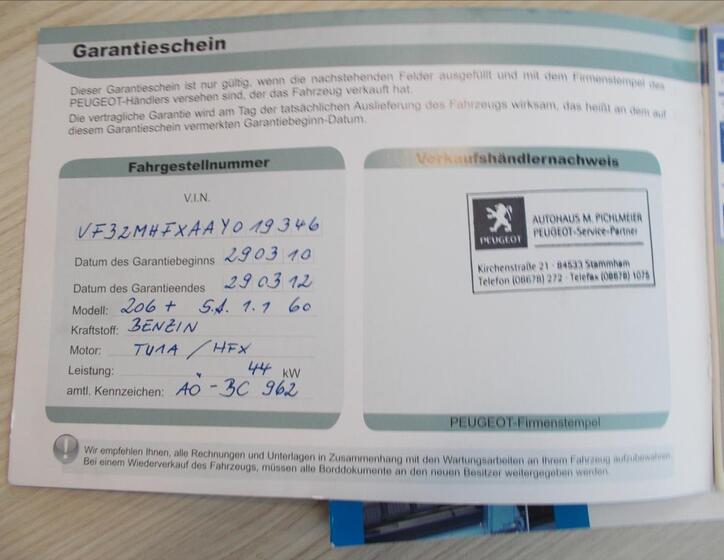 Garantieschein
Dieser Garantieschein ist nur gültig, wenn die nachstehenden Felder ausgefüllt und mit dem Firmenstempel des
PEUGEOT-Händlers versehen sind, der das Fahrzeug verkauft hat.
Die vertragliche Garantie wird am Tag der tatsächlichen Auslieferung des Fahrzeugs wirksam, das heißt an dem auf
diesem Garantieschein vermerkten Garantiebeginn-Datum.
Fahrgestellnummer
V.I.N.
VF32MHFXAAY019346
Datum des Garantiebeginns 290310
Datum des Garantieendes 290312
Modell: 206 + S.A. 1.1 60
Kraftstoff: BENZIN
Motor: TU1A / HFX
Leistung: 44 kW
amtl. Kennzeichen: AÖ - BC 962
Verkaufshändlernachweis
PEUGEOT
AUTOHAUS M. PICHLMEIER
PEUGEOT-Service-Partner
Kirchenstraße 21 · 84533 Stammham
Telefon (08678) 272 · Telefax (08678) 1075
PEUGEOT-Firmenstempel
Wir empfehlen Ihnen, alle Rechnungen und Unterlagen in Zusammenhang mit den Wartungsarbeiten an Ihrem Fahrzeug aufzubewahren.
Bei einem Wiederverkauf des Fahrzeugs, müssen alle Borddokumente an den neuen Besitzer weitergegeben werden.